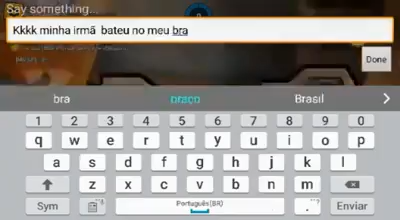 Say something...
Kkkk minha irmã bateu no meu bra
Done
bra praço Brasil
1 2 3 4 5 6 7 8 9 0
q w e r t y u i o p
a s d f g h j k l
z x c v b n m
Sym Português(BR) .,? Enviar